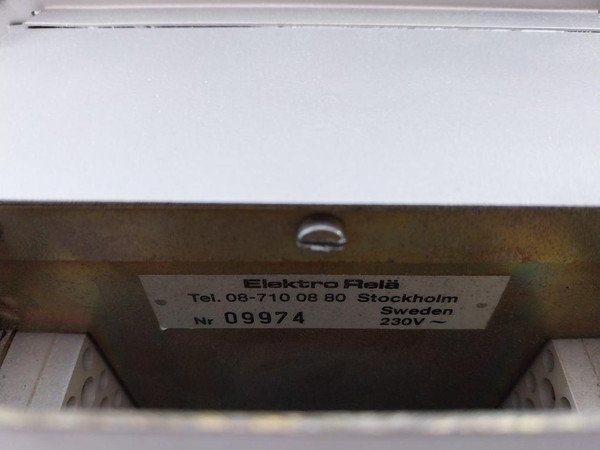 Elektro Relä
Tel. 08-710 08 80 Stockholm
Sweden
Nr 09974 230V ~